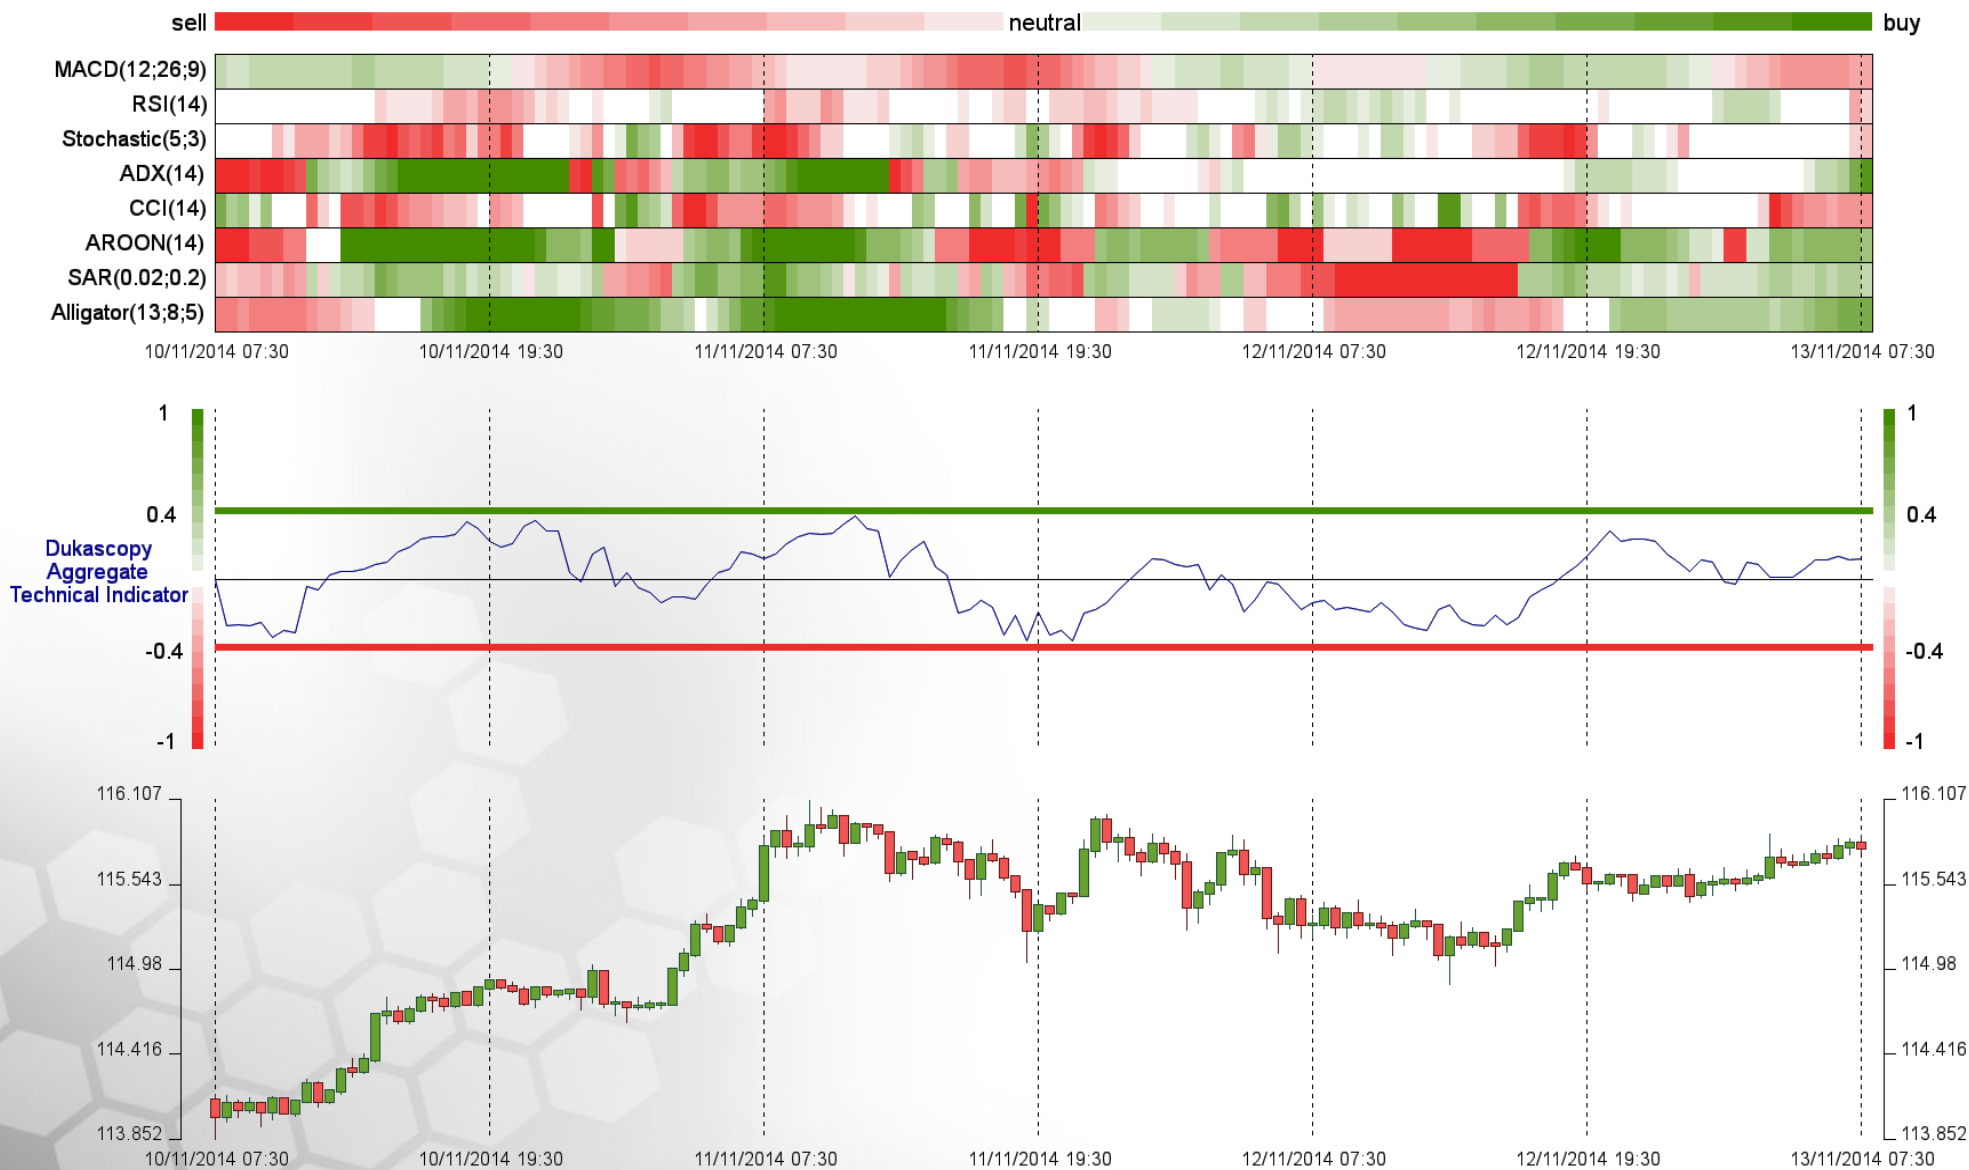 sell neutral buy
MACD(12;26;9)
RSI(14)
Stochastic(5;3)
ADX(14)
CCI(14)
AROON(14)
SAR(0.02;0.2)
Alligator(13;8;5)
10/11/2014 07:30 10/11/2014 19:30 11/11/2014 07:30 11/11/2014 19:30 12/11/2014 07:30 12/11/2014 19:30 13/11/2014 07:30
1 1
0.4 0.4
Dukascopy
Aggregate
Technical Indicator
-0.4 -0.4
-1 -1
116.107 116.107
115.543 115.543
114.98 114.98
114.416 114.416
113.852 113.852
10/11/2014 07:30 10/11/2014 19:30 11/11/2014 07:30 11/11/2014 19:30 12/11/2014 07:30 12/11/2014 19:30 13/11/2014 07:30